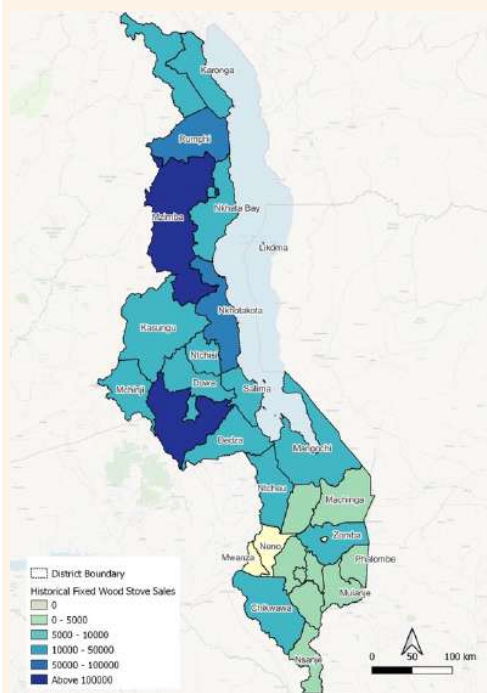 Karonga
Rumphi
Mzimba
Nkhata Bay
Likoma
Nkhotakota
Kasungu
Ntchisi
Dowa
Mchinji
Salima
Dedza
Mangochi
Ntcheu
Machinga
Zomba
Neno
Mwanza
Phalombe
Mulanje
Chikwawa
Nsanje
District Boundary
Historical Fixed Wood Stove Sales
0
0 - 5000
5000 - 10000
10000 - 50000
50000 - 100000
Above 100000
0 50 100 km